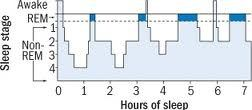 Awake
REM
Sleep stage
Non-
REM
1
2
3
4
0 1 2 3 4 5 6 7
Hours of sleep